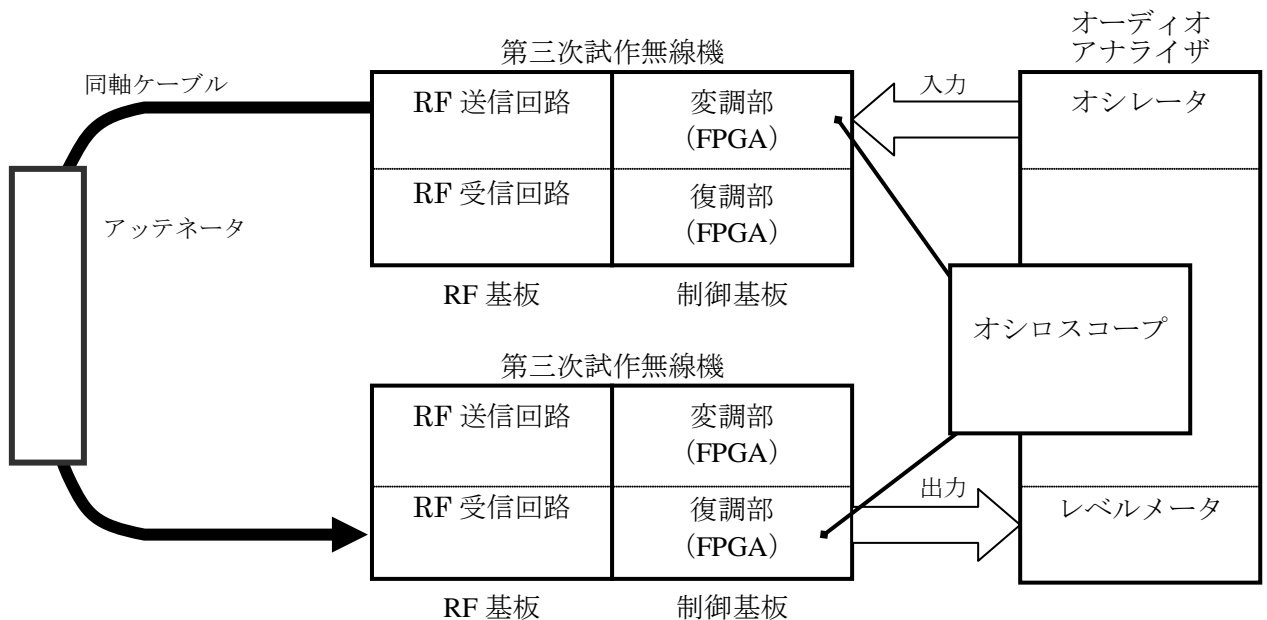 オーディオ
アナライザ
第三次試作無線機
同軸ケーブル
RF 送信回路
変調部
（FPGA）
入力
オシレータ
RF 受信回路
復調部
（FPGA）
アッテネータ
RF 基板
制御基板
オシロスコープ
第三次試作無線機
RF 送信回路
変調部
（FPGA）
RF 受信回路
復調部
（FPGA）
出力
レベルメータ
RF 基板
制御基板